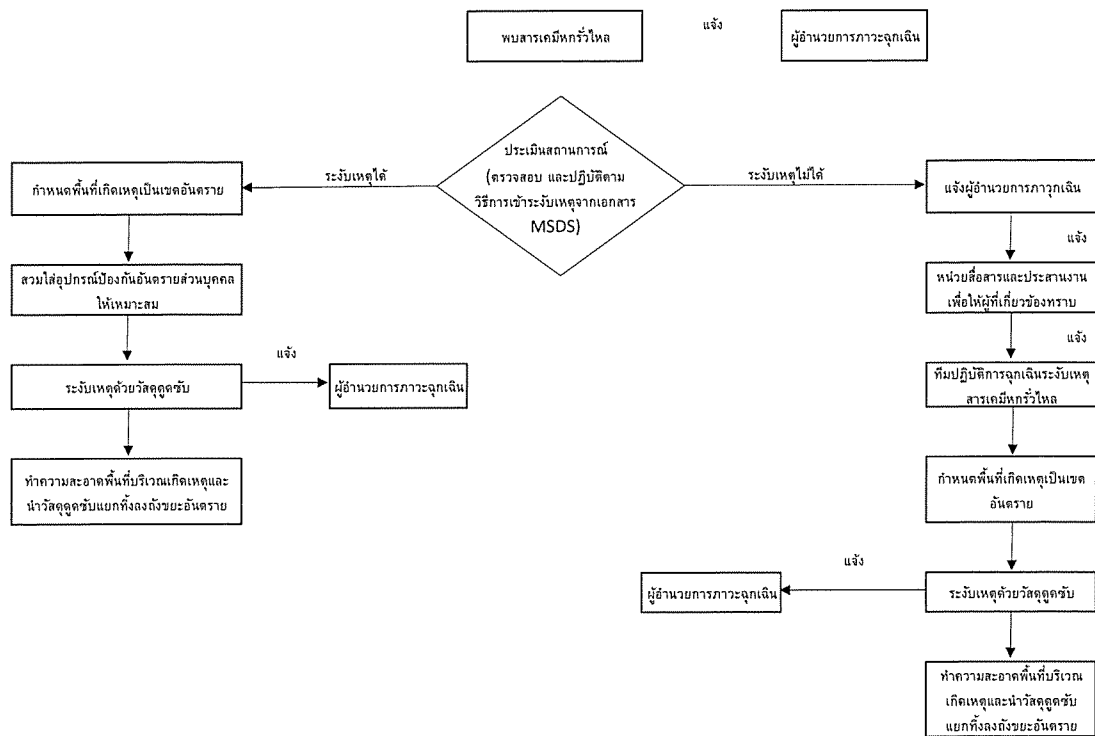 พบสารเคมีหกรั่วไหล
แจ้ง
ผู้อำนวยการภาวะฉุกเฉิน
ประเมินสถานการณ์
(ตรวจสอบ และปฏิบัติตาม
วิธีการเข้าระงับเหตุจากเอกสาร
MSDS)
ระงับเหตุได้
กำหนดพื้นที่เกิดเหตุเป็นเขตอันตราย
สวมใส่อุปกรณ์ป้องกันอันตรายส่วนบุคคล
ให้เหมาะสม
ระงับเหตุด้วยวัสดุดูดซับ
แจ้ง
ผู้อำนวยการภาวะฉุกเฉิน
ทำความสะอาดพื้นที่บริเวณเกิดเหตุและ
นำวัสดุดูดซับแยกทิ้งลงถังขยะอันตราย
ระงับเหตุไม่ได้
แจ้งผู้อำนวยการภาวุกเฉิน
แจ้ง
หน่วยสื่อสารและประสานงาน
เพื่อให้ผู้ที่เกี่ยวข้องทราบ
แจ้ง
ทีมปฏิบัติการฉุกเฉินระงับเหตุ
สารเคมีหกรั่วไหล
กำหนดพื้นที่เกิดเหตุเป็นเขต
อันตราย
ระงับเหตุด้วยวัสดุดูดซับ
แจ้ง
ผู้อำนวยการภาวะฉุกเฉิน
ทำความสะอาดพื้นที่บริเวณ
เกิดเหตุและนำวัสดุดูดซับ
แยกทิ้งลงถังขยะอันตราย